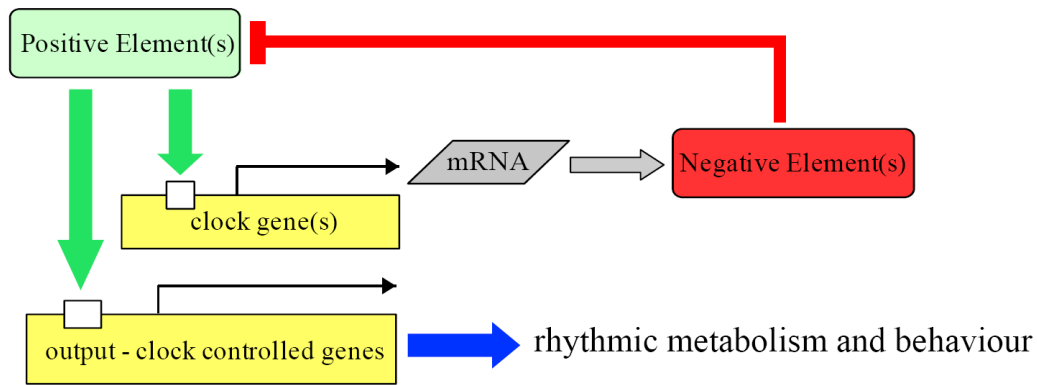 Positive Element(s)
mRNA
Negative Element(s)
clock gene(s)
output - clock controlled genes
rhythmic metabolism and behaviour